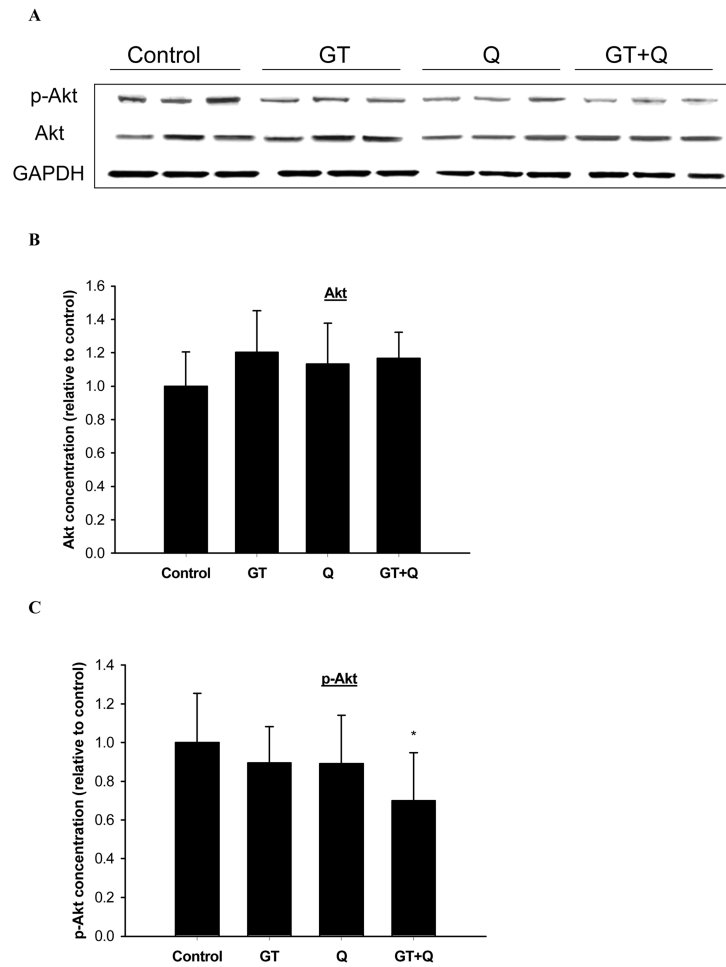 A
Control GT Q GT+Q
p-Akt
Akt
GAPDH
B
Akt concentration (relative to control)
1.6
1.4
1.2
1.0
0.8
0.6
0.4
0.2
0.0
Akt
Control GT Q GT+Q
C
p-Akt concentration (relative to control)
1.4
1.2
1.0
0.8
0.6
0.4
0.2
0.0
p-Akt
*
Control GT Q GT+Q